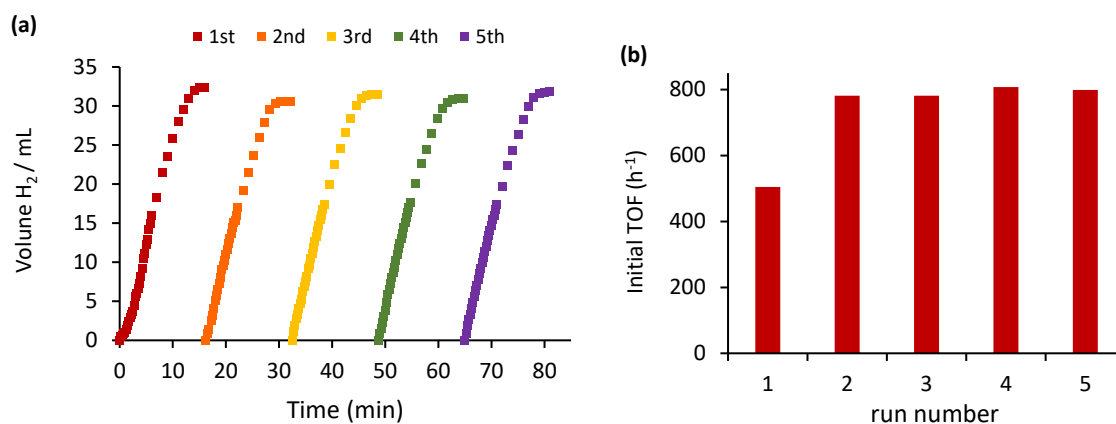 (a)
1st 2nd 3rd 4th 5th
35
30
25
20
15
10
5
0
Volune H₂ / mL
0 10 20 30 40 50 60 70 80
Time (min)
(b)
800
600
400
200
0
Initial TOF (h⁻¹)
1 2 3 4 5
run number